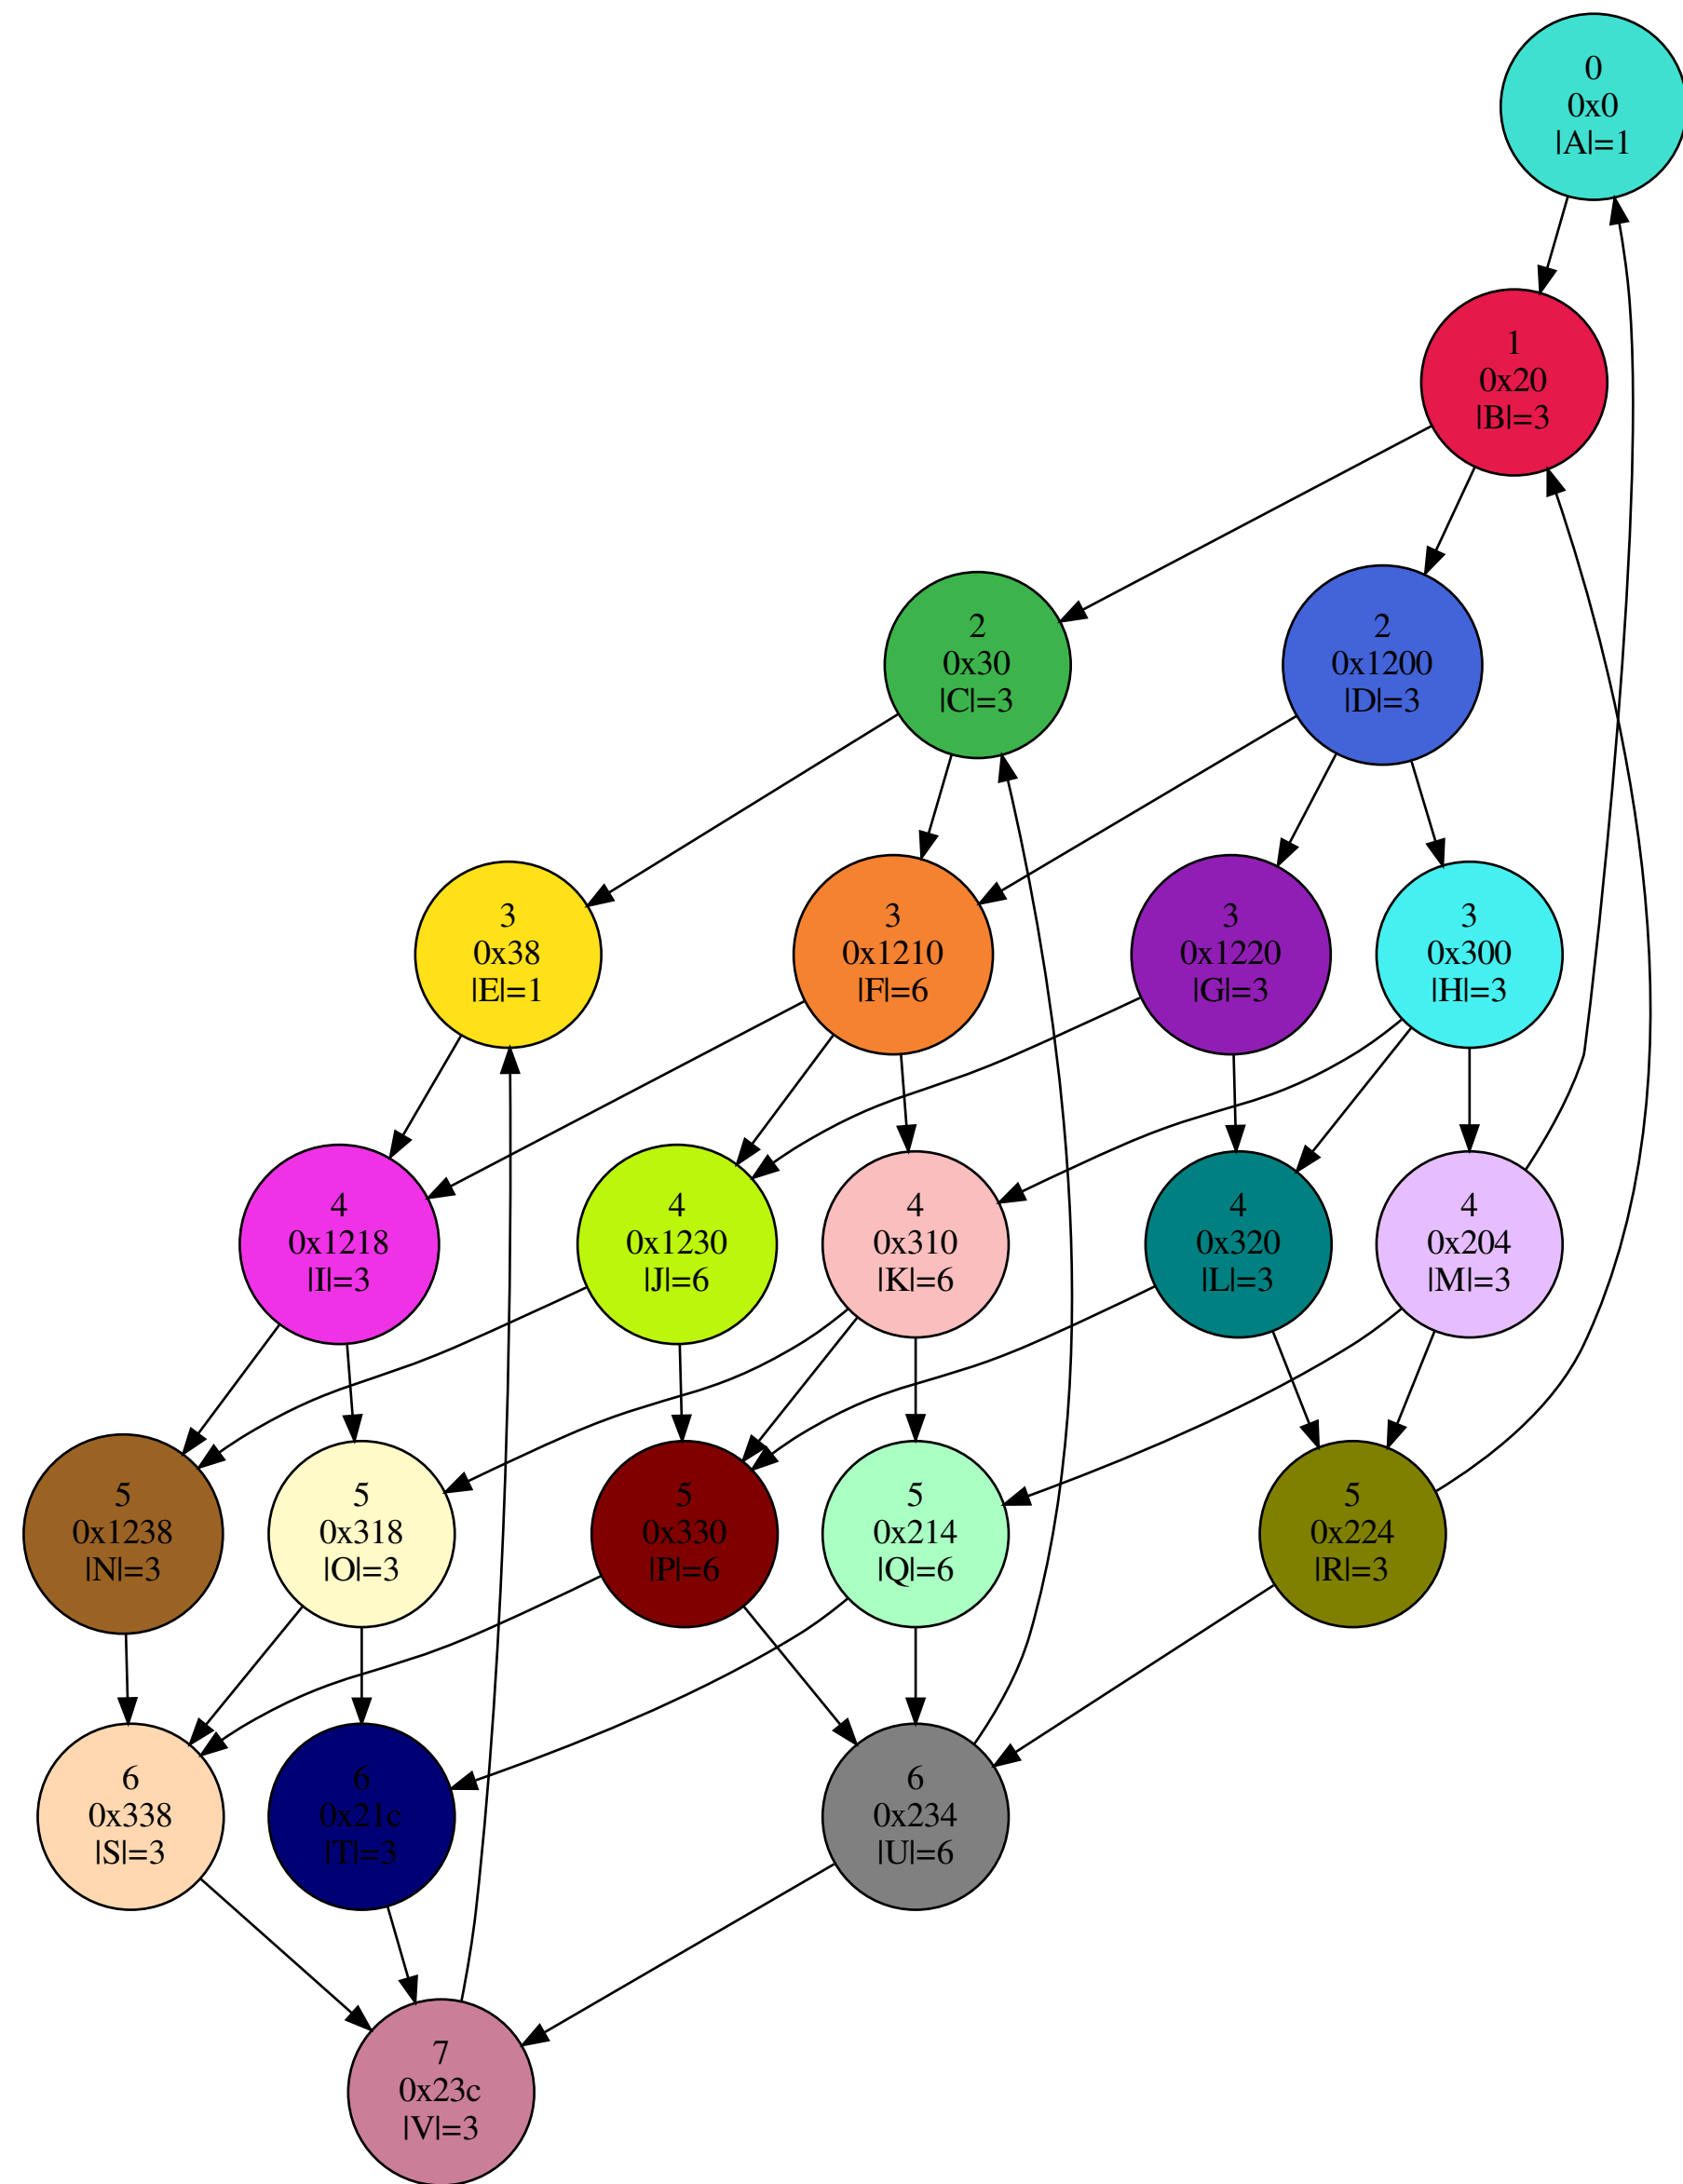 0
0x0
|A|=1
1
0x20
|B|=3
2
0x30
|C|=3
2
0x1200
|D|=3
3
0x38
|E|=1
3
0x1210
|F|=6
3
0x1220
|G|=3
3
0x300
|H|=3
4
0x1218
|I|=3
4
0x1230
|J|=6
4
0x310
|K|=6
4
0x320
|L|=3
4
0x204
|M|=3
5
0x1238
|N|=3
5
0x318
|O|=3
5
0x330
|P|=6
5
0x214
|Q|=6
5
0x224
|R|=3
6
0x338
|S|=3
6
0x21c
|T|=3
6
0x234
|U|=6
7
0x23c
|V|=3